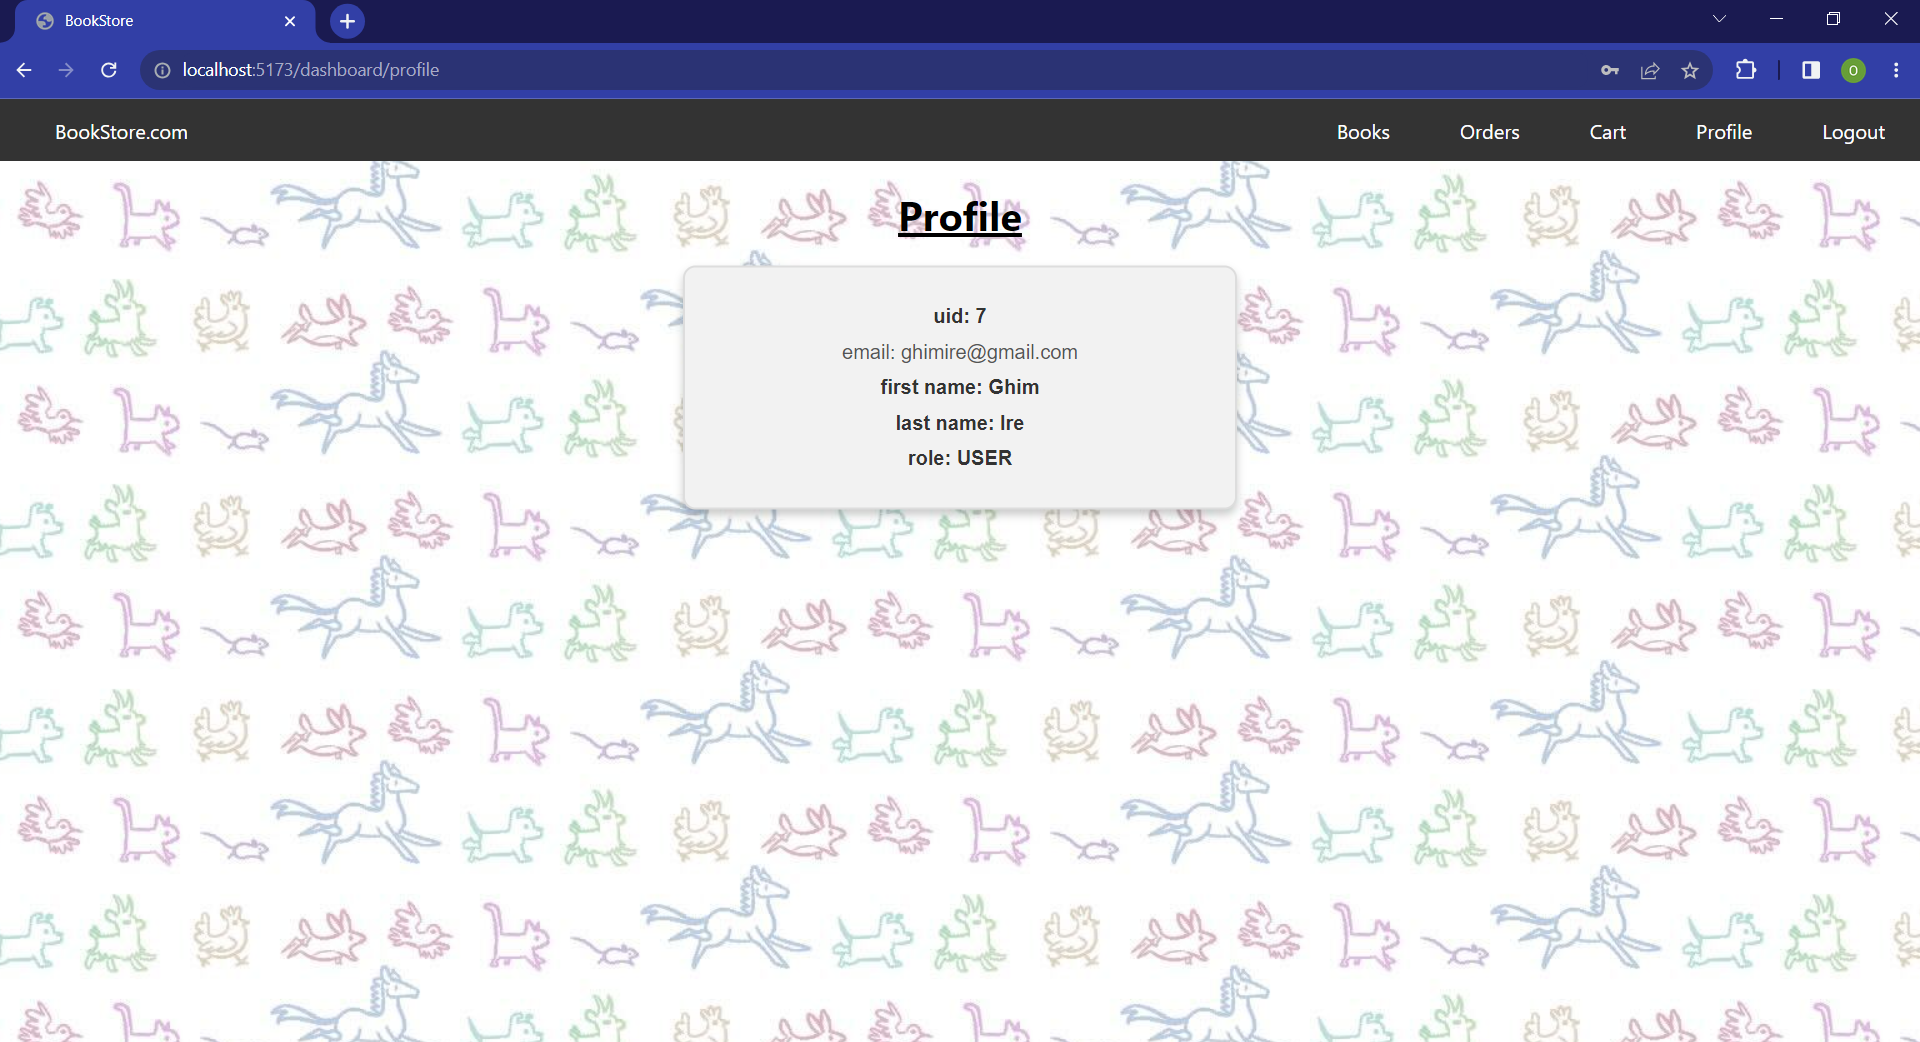 BookStore
localhost:5173/dashboard/profile
O
BookStore.com
Books
Orders
Cart
Profile
Logout
Profile
uid: 7
email: ghimire@gmail.com
first name: Ghim
last name: Ire
role: USER